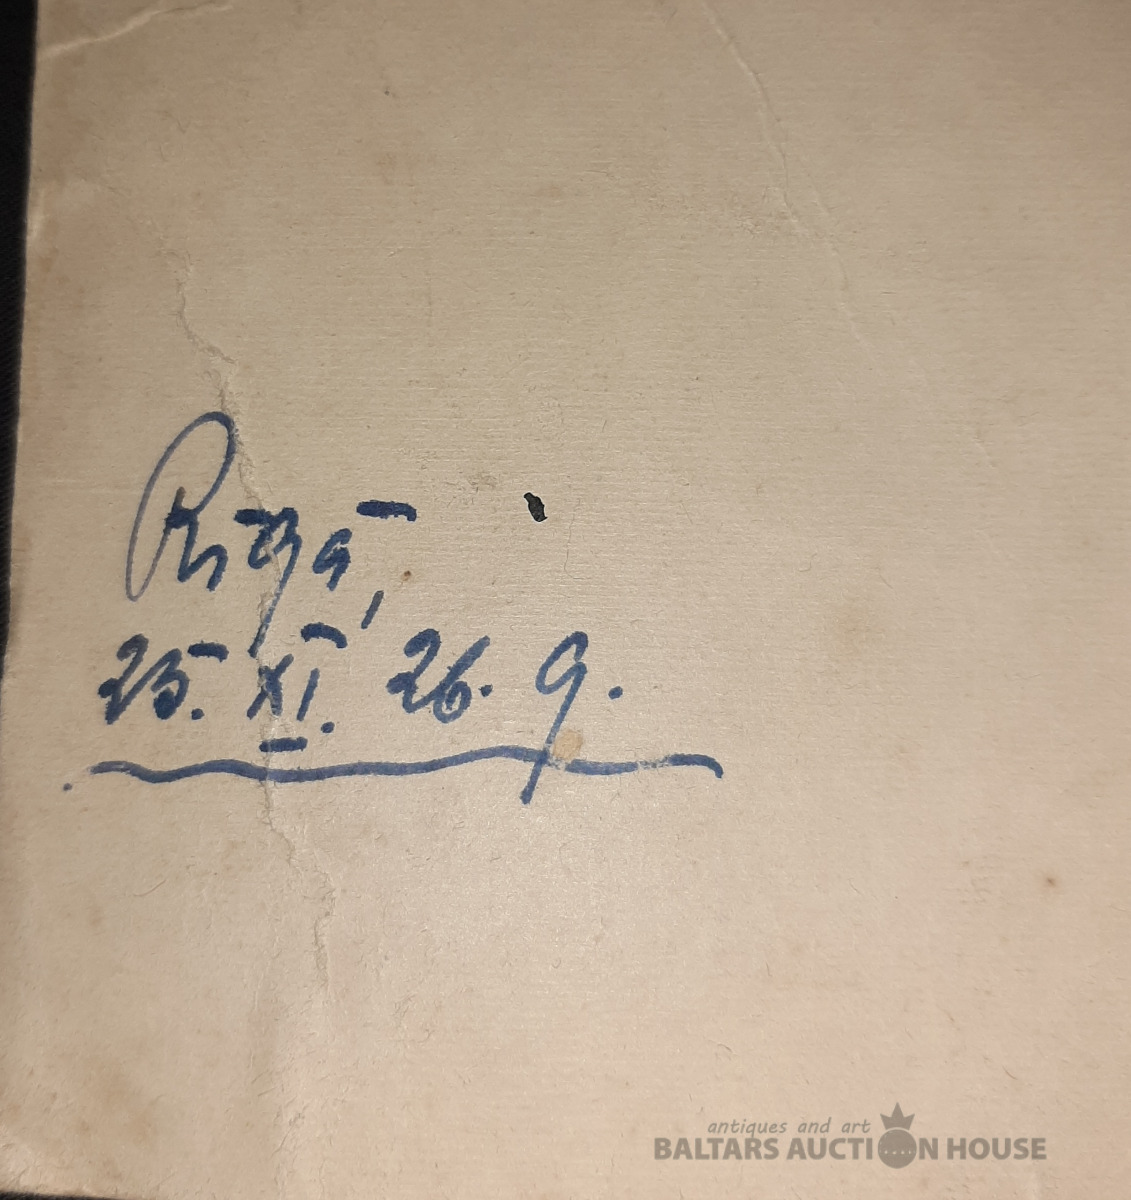 Rīgā,
25. XI. 26. g.
antiques and art
BALTARS AUCTION HOUSE